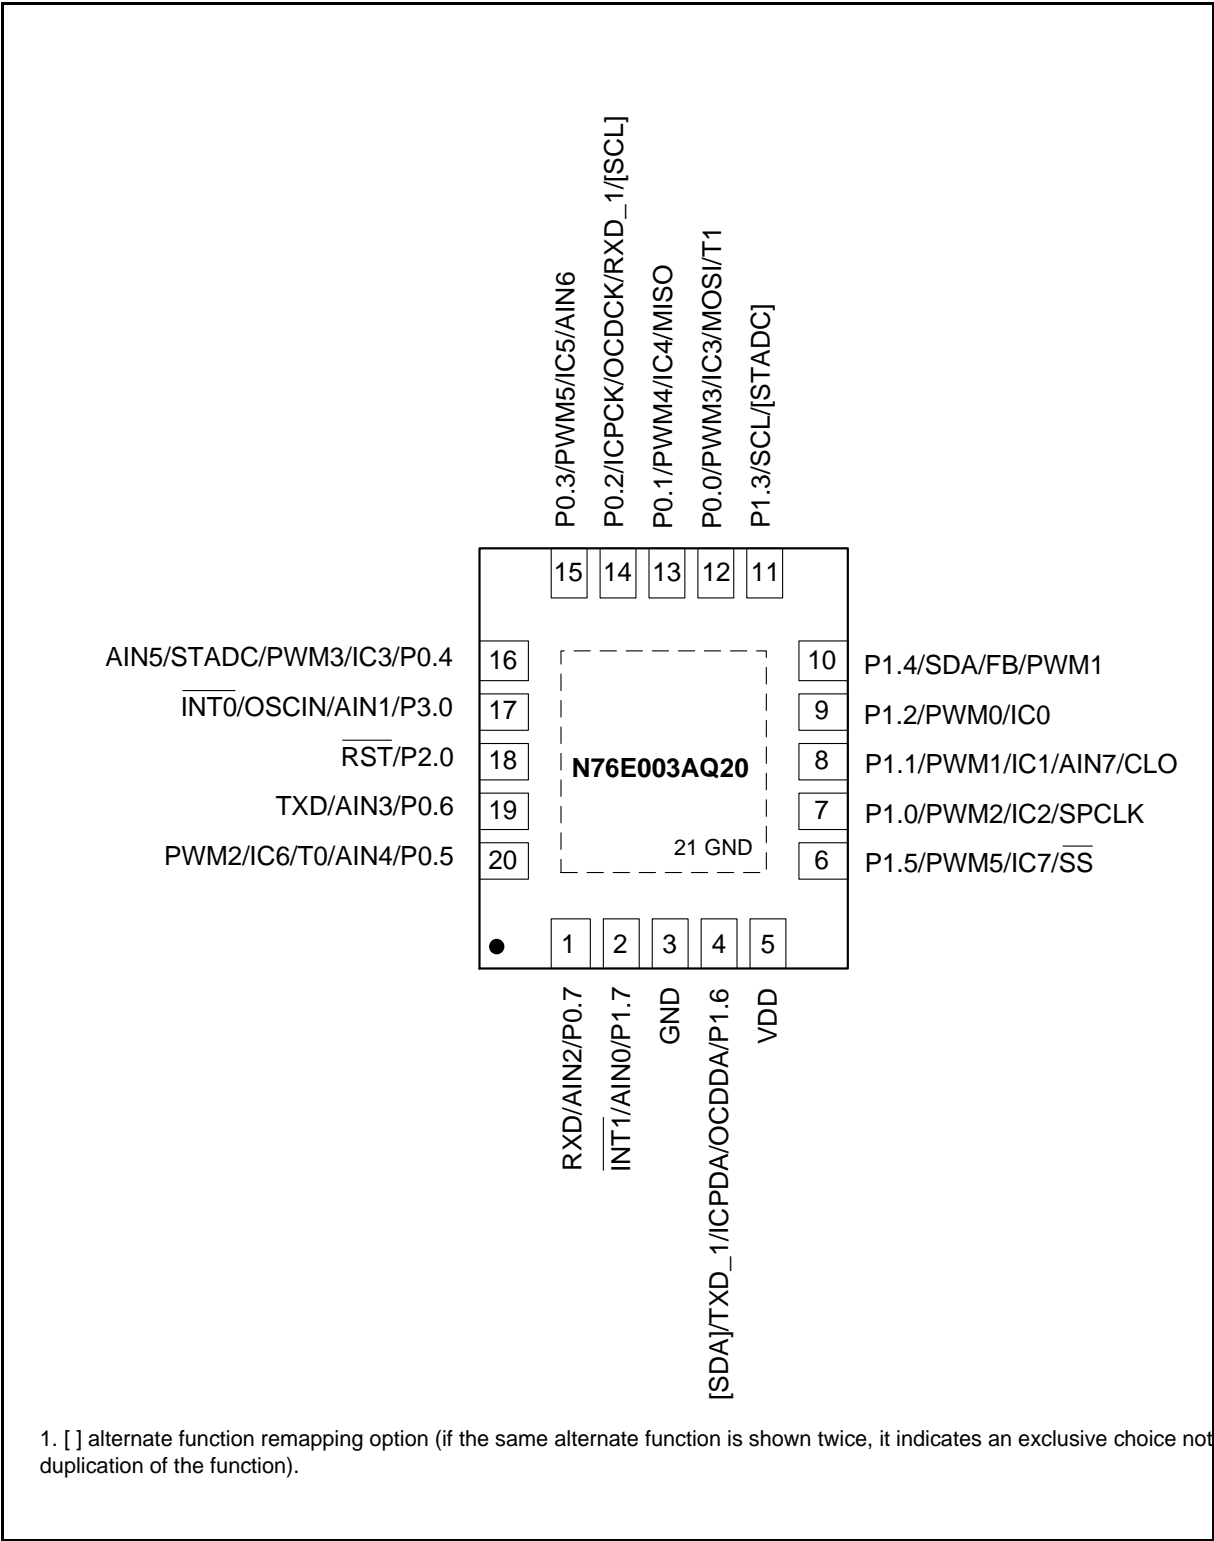 P0.3/PWM5/IC5/AIN6
P0.2/ICPCK/OCDCK/RXD_1/[SCL]
P0.1/PWM4/IC4/MISO
P0.0/PWM3/IC3/MOSI/T1
P1.3/SCL/[STADC]
15 14 13 12 11
AIN5/STADC/PWM3/IC3/P0.4 16
10 P1.4/SDA/FB/PWM1
INT0/OSCIN/AIN1/P3.0 17
9 P1.2/PWM0/IC0
RST/P2.0 18
N76E003AQ20
8 P1.1/PWM1/IC1/AIN7/CLO
TXD/AIN3/P0.6 19
7 P1.0/PWM2/IC2/SPCLK
PWM2/IC6/T0/AIN4/P0.5 20
21 GND
6 P1.5/PWM5/IC7/SS
1 2 3 4 5
RXD/AIN2/P0.7
INT1/AIN0/P1.7
GND
[SDA]/TXD_1/ICPDA/OCDDA/P1.6
VDD
1. [ ] alternate function remapping option (if the same alternate function is shown twice, it indicates an exclusive choice not
duplication of the function).